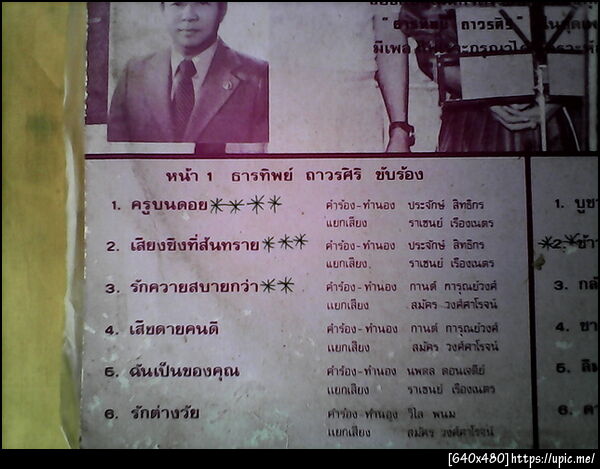 " ธารทิพย์ ถาวรศิริ "
หน้า 1 ธารทิพย์ ถาวรศิริ ขับร้อง
1. ครูบนดอย**** คำร้อง-ทำนอง ประจักษ์ สิทธิกร
แยกเสียง ราเชนย์ เรืองเนตร
2. เสียงซึงที่สันทราย*** คำร้อง-ทำนอง ประจักษ์ สิทธิกร
แยกเสียง. ราเชนย์ เรืองเนตร
3. รักควายสบายกว่า** คำร้อง-ทำนอง กานต์ การุณย์วงศ์
แยกเสียง สมัคร วงศ์ศาโรจน์
4. เสียดายคนดี คำร้อง-ทำนอง กานต์ การุณย์วงศ์
แยกเสียง สมัคร วงศ์ศาโรจน์
5. ฉันเป็นของคุณ คำร้อง-ทำนอง นพดล ดอนเจดีย์
แยกเสียง ราเชนย์ เรืองเนตร
6. รักต่างวัย คำร้อง-ทำนอง วิไล พนม
แยกเสียง สมัคร วงศ์ศาโรจน์
1.
*2.*
3.
4.
5.
6.
[640x480]https://upic.me/